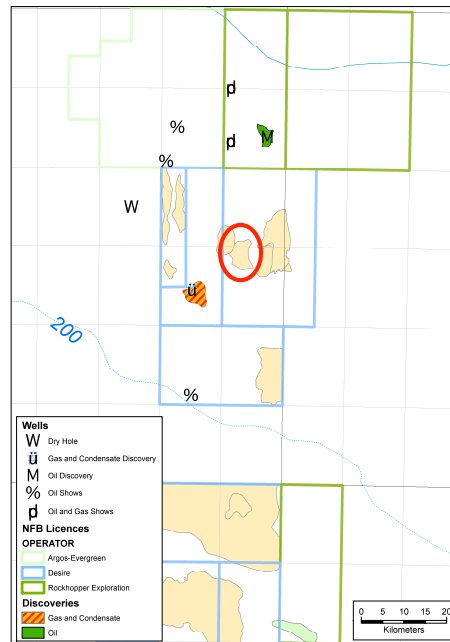 p
%
p
M
%
W
ü
200
%
Wells
W Dry Hole
ü Gas and Condensate Discovery
M Oil Discovery
% Oil Shows
p Oil and Gas Shows
NFB Licences
OPERATOR
Argos-Evergreen
Desire
Rockhopper Exploration
Discoveries
Gas and Condensate
Oil
0 5 10 15 20
Kilometers